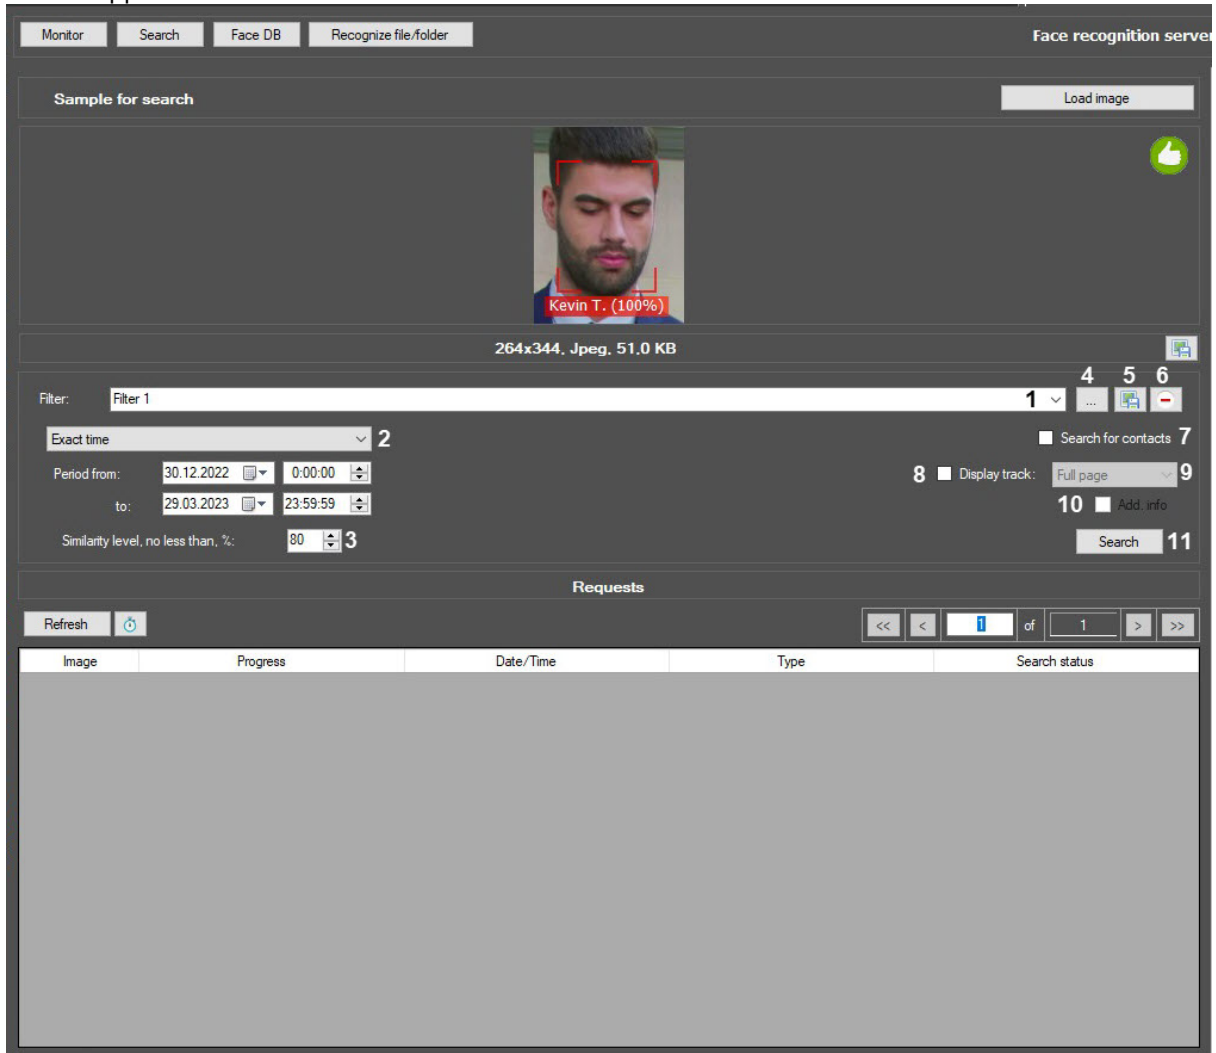 Monitor Search Face DB Recognize file/folder Face recognition server
Sample for search Load image
Kevin T. (100%)
264x344, Jpeg, 51,0 KB
4 5 6
Filter: Filter 1 1 ...
Exact time 2 Search for contacts 7
Period from: 30.12.2022 0:00:00 8 Display track: Full page 9
to: 29.03.2023 23:59:59 10 Add. info
Similarity level, no less than, %: 80 3 Search 11
Requests
Refresh << < 1 of 1 > >>
Image Progress Date/Time Type Search status